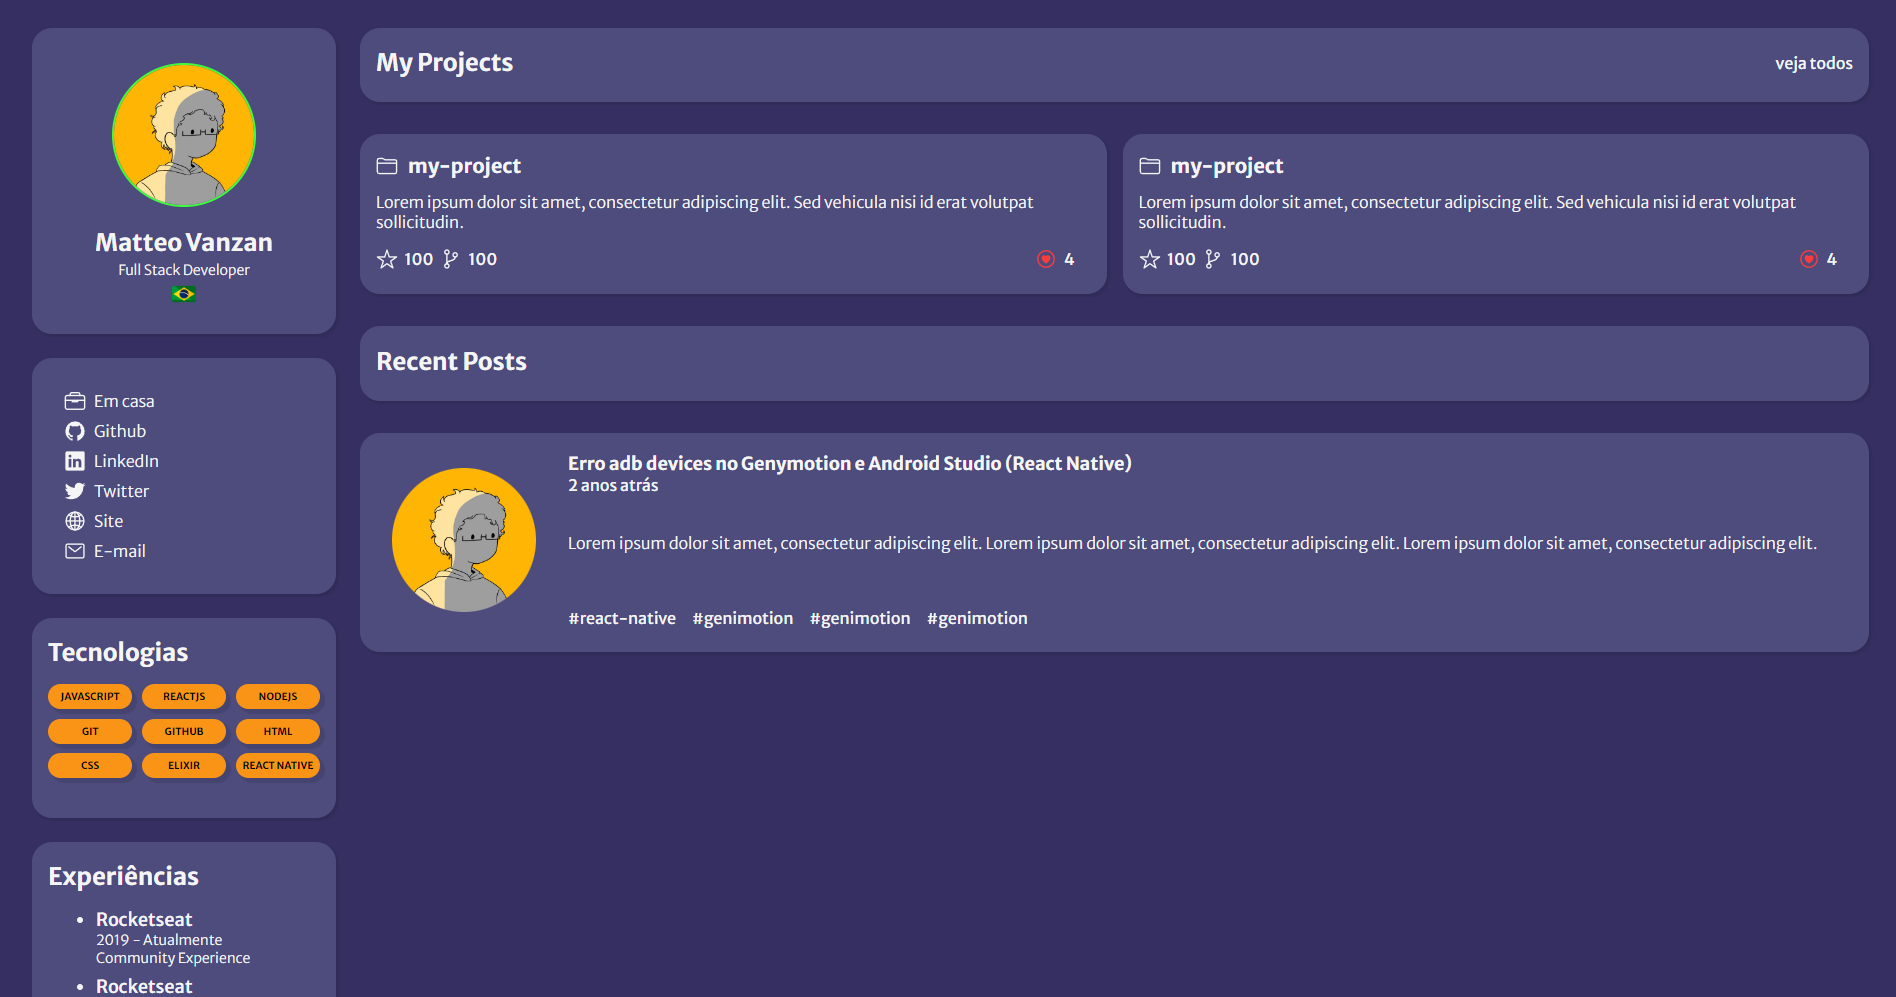 Matteo Vanzan
Full Stack Developer
Em casa
Github
LinkedIn
Twitter
Site
E-mail
Tecnologias
JAVASCRIPT REACTJS NODEJS
GIT GITHUB HTML
CSS ELIXIR REACT NATIVE
Experiências
Rocketseat
2019 - Atualmente
Community Experience
Rocketseat
My Projects
veja todos
my-project
Lorem ipsum dolor sit amet, consectetur adipiscing elit. Sed vehicula nisi id erat volutpat
sollicitudin.
100 100 4
my-project
Lorem ipsum dolor sit amet, consectetur adipiscing elit. Sed vehicula nisi id erat volutpat
sollicitudin.
100 100 4
Recent Posts
Erro adb devices no Genymotion e Android Studio (React Native)
2 anos atrás
Lorem ipsum dolor sit amet, consectetur adipiscing elit. Lorem ipsum dolor sit amet, consectetur adipiscing elit. Lorem ipsum dolor sit amet, consectetur adipiscing elit.
#react-native #genimotion #genimotion #genimotion